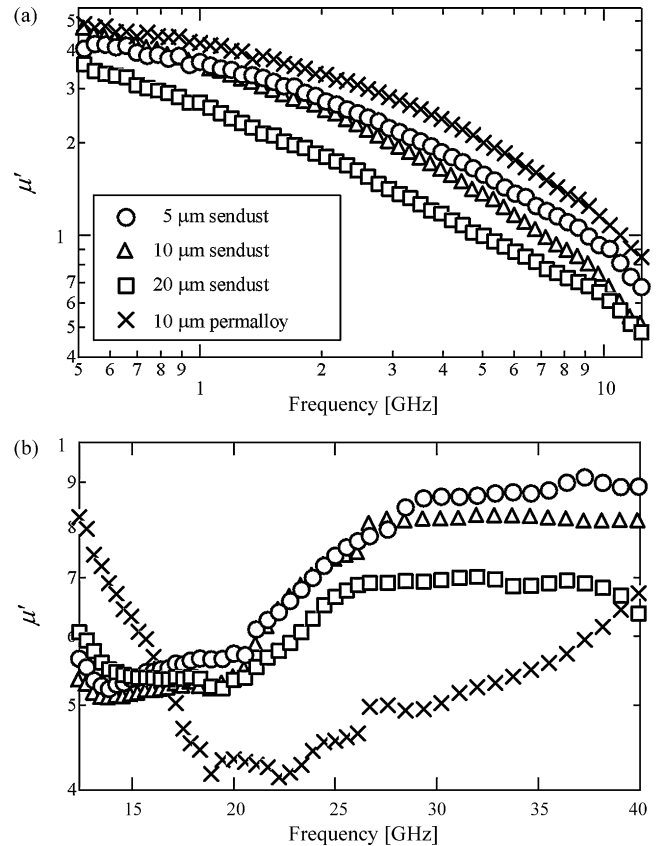 (a)
5
4
3
2
1
9
8
7
6
5
4
μ'
5 μm sendust
10 μm sendust
20 μm sendust
10 μm permalloy
5 6 7 8 9 2 3 4 5 6 7 8 9
1 10
Frequency [GHz]
(b)
1
9
8
7
6
5
4
μ'
15 20 25 30 35 40
Frequency [GHz]